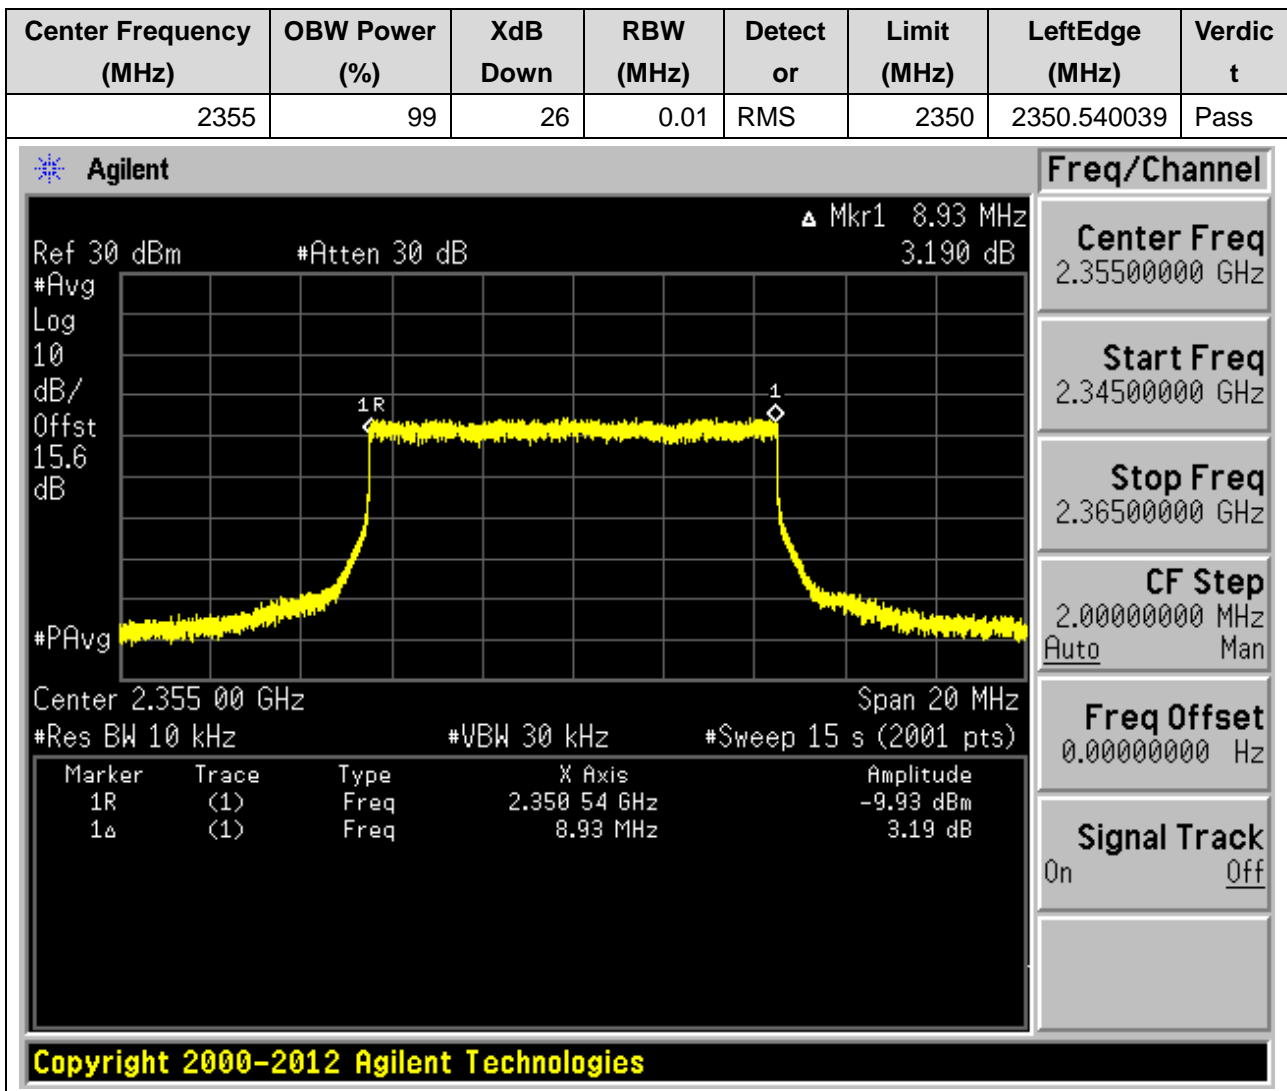 Center Frequency (MHz) OBW Power (%) XdB Down RBW (MHz) Detect or Limit (MHz) LeftEdge (MHz) Verdic t
2355 99 26 0.01 RMS 2350 2350.540039 Pass
Agilent
Freq/Channel
Δ Mkr1 8.93 MHz
Ref 30 dBm #Atten 30 dB 3.190 dB
#Avg
Log
10
dB/
Offst
15.6
dB
#PAvg
1R
1
Center 2.355 00 GHz Span 20 MHz
#Res BW 10 kHz #VBW 30 kHz #Sweep 15 s (2001 pts)
Marker Trace Type X Axis Amplitude
1R (1) Freq 2.350 54 GHz -9.93 dBm
1Δ (1) Freq 8.93 MHz 3.19 dB
Center Freq
2.35500000 GHz
Start Freq
2.34500000 GHz
Stop Freq
2.36500000 GHz
CF Step
2.00000000 MHz
Auto Man
Freq Offset
0.00000000 Hz
Signal Track
On Off
Copyright 2000-2012 Agilent Technologies